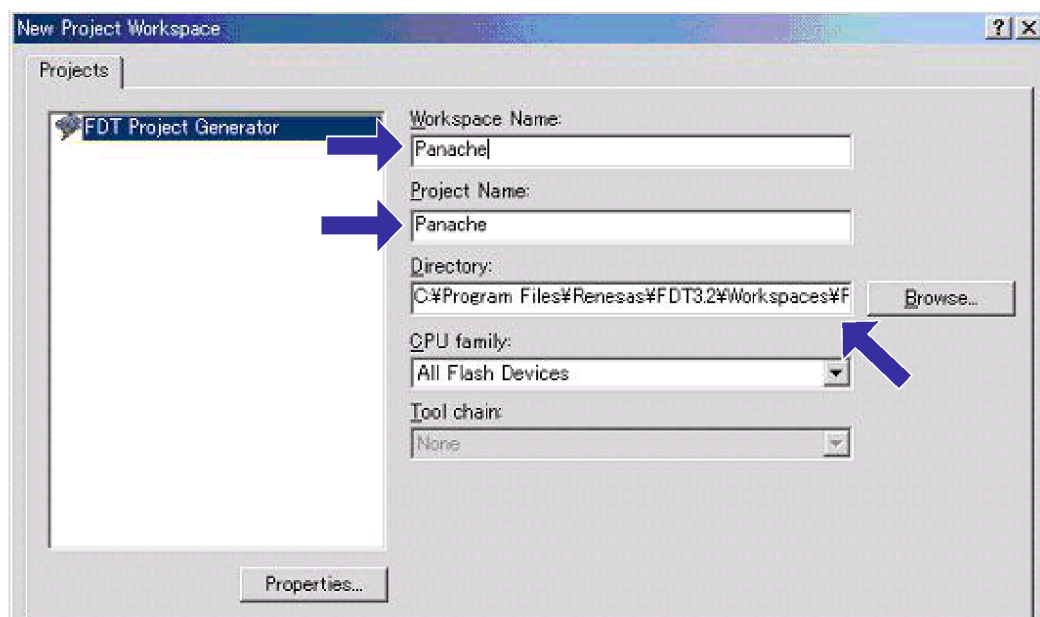 New Project Workspace
Projects
FDT Project Generator
Workspace Name:
Panache
Project Name:
Panache
Directory:
C:¥Program Files¥Renesas¥FDT3.2¥Workspaces¥F
Browse...
CPU family:
All Flash Devices
Tool chain:
None
Properties...